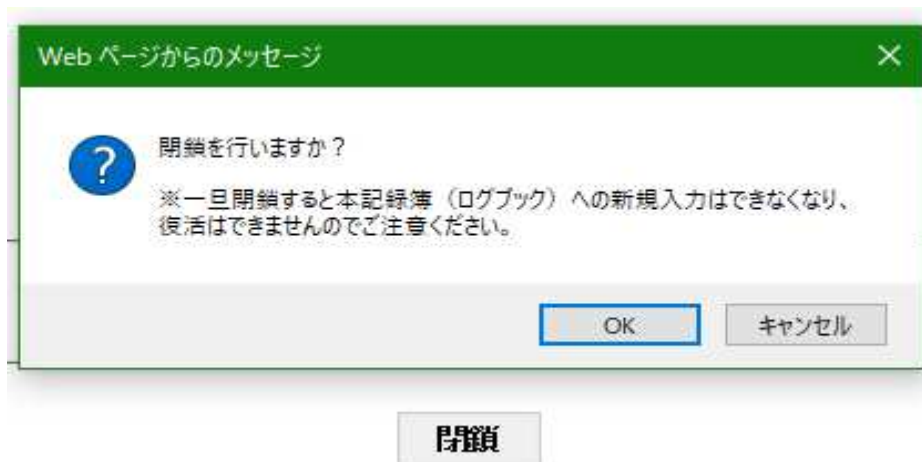 Web ページからのメッセージ
閉鎖を行いますか？
※一旦閉鎖すると本記録簿（ログブック）への新規入力はできなくなり、
復活はできませんのでご注意ください。
OK
キャンセル
閉鎖